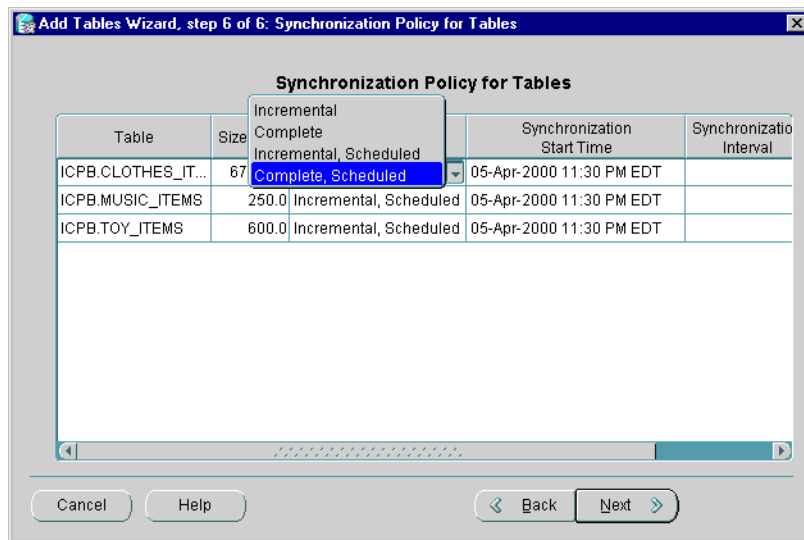 Add Tables Wizard, step 6 of 6: Synchronization Policy for Tables
Synchronization Policy for Tables
Table
Size
Synchronization
Start Time
Synchronizatio
Interval
Incremental
Complete
Incremental, Scheduled
Complete, Scheduled
ICPB.CLOTHES_IT... 67 05-Apr-2000 11:30 PM EDT
ICPB.MUSIC_ITEMS 250.0 Incremental, Scheduled 05-Apr-2000 11:30 PM EDT
ICPB.TOY_ITEMS 600.0 Incremental, Scheduled 05-Apr-2000 11:30 PM EDT
Cancel Help Back Next